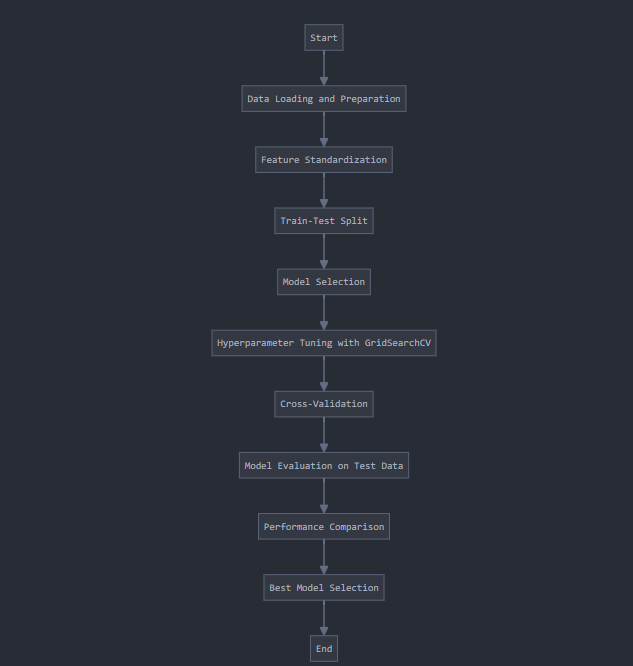 Start
Data Loading and Preparation
Feature Standardization
Train-Test Split
Model Selection
Hyperparameter Tuning with GridSearchCV
Cross-Validation
Model Evaluation on Test Data
Performance Comparison
Best Model Selection
End